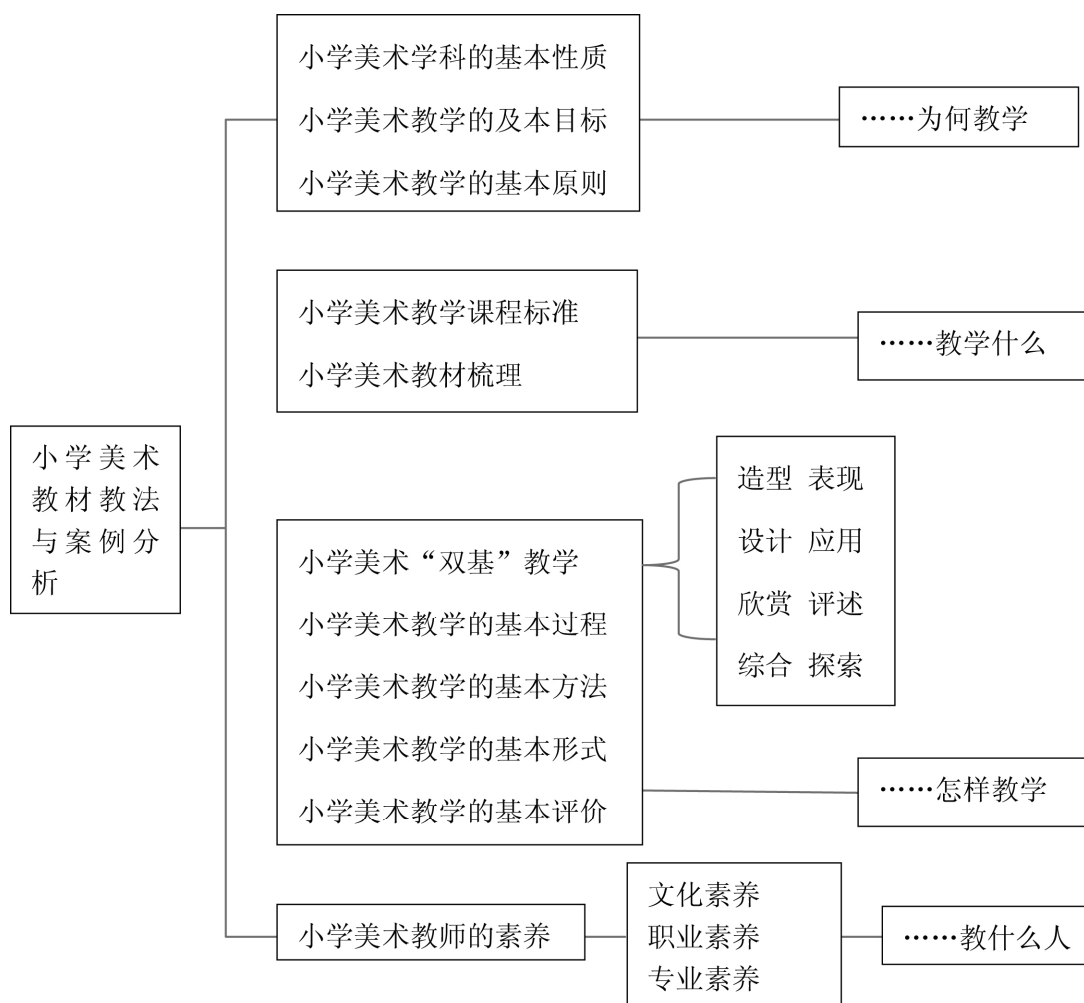 小学美术学科的基本性质
小学美术教学的及本目标
小学美术教学的基本原则
……为何教学
小学美术教学课程标准
小学美术教材梳理
……教学什么
小学美术
教材教法
与案例分
析
小学美术“双基”教学
小学美术教学的基本过程
小学美术教学的基本方法
小学美术教学的基本形式
小学美术教学的基本评价
造型 表现
设计 应用
欣赏 评述
综合 探索
……怎样教学
小学美术教师的素养
文化素养
职业素养
专业素养
……教什么人